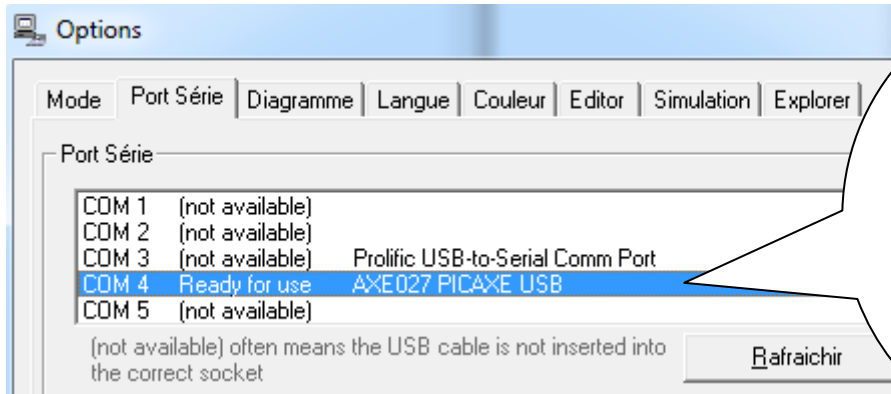 Options
Mode Port Série Diagramme Langue Couleur Editor Simulation Explorer
Port Série
COM 1 (not available)
COM 2 (not available)
COM 3 (not available) Prolific USB-to-Serial Comm Port
COM 4 Ready for use AXE027 PICAXE USB
COM 5 (not available)
(not available) often means the USB cable is not inserted into
the correct socket
Rafraichir